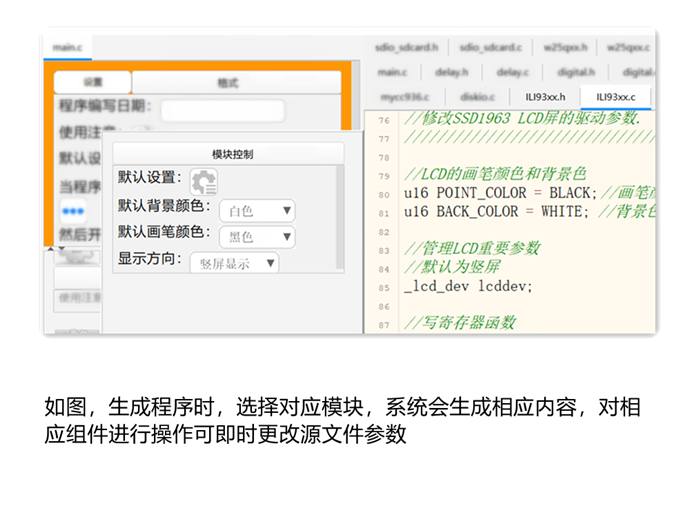 main.c
设置
格式
程序编写日期：
使用注意：
默认设
当程序
然后开
使用注意
模块控制
默认设置：
默认背景颜色： 白色
默认画笔颜色： 黑色
显示方向： 竖屏显示
sdio_sdcard.h sdio_sdcard.c w25qxx.h w25qxx.c
main.c delay.h delay.c digital.h digital.
mycc936.c diskio.c ILI93xx.h ILI93xx.c
76 //修改SSD1963 LCD屏的驱动参数.
77 //////////////////////////////////
78
79 //LCD的画笔颜色和背景色
80 u16 POINT_COLOR = BLACK; //画笔颜
81 u16 BACK_COLOR = WHITE; //背景色
82
83 //管理LCD重要参数
84 //默认为竖屏
85 _lcd_dev lcddev;
86
87 //写寄存器函数
如图，生成程序时，选择对应模块，系统会生成相应内容，对相
应组件进行操作可即时更改源文件参数